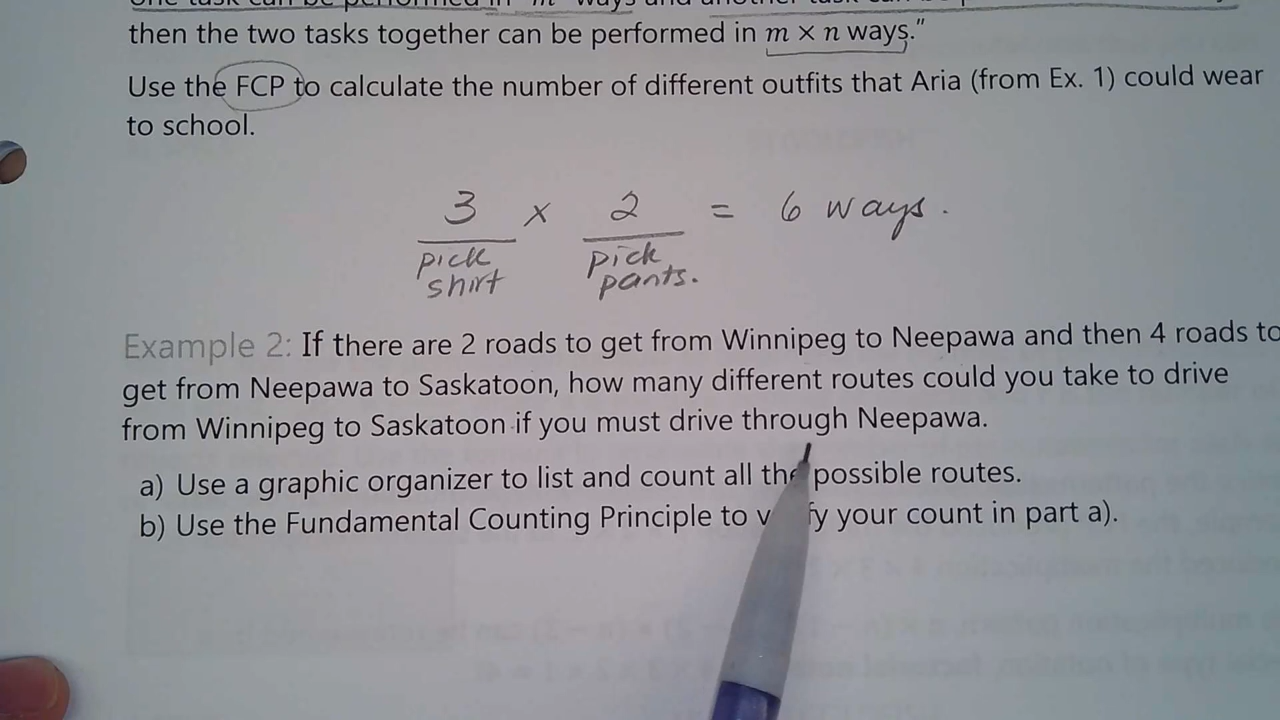 then the two tasks together can be performed in m × n ways."
Use the FCP to calculate the number of different outfits that Aria (from Ex. 1) could wear
to school.
3 × 2 = 6 ways.
pick shirt pick pants.
Example 2: If there are 2 roads to get from Winnipeg to Neepawa and then 4 roads to
get from Neepawa to Saskatoon, how many different routes could you take to drive
from Winnipeg to Saskatoon if you must drive through Neepawa.
a) Use a graphic organizer to list and count all the possible routes.
b) Use the Fundamental Counting Principle to your count in part a).